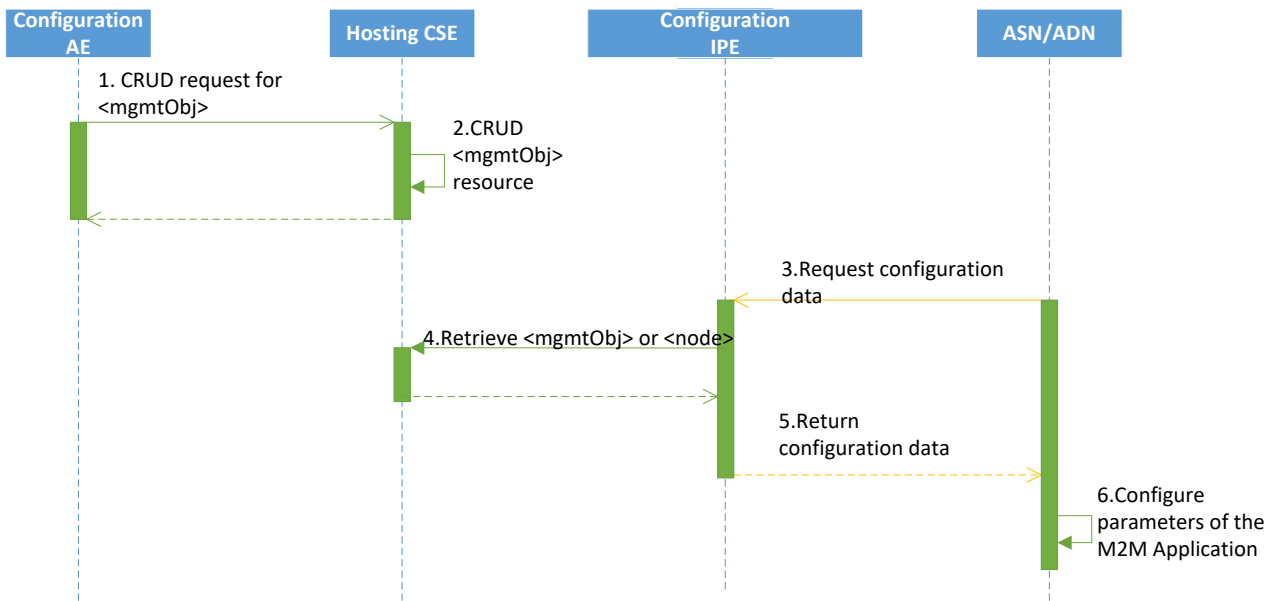 Configuration
AE
Hosting CSE
Configuration
IPE
ASN/ADN
1. CRUD request for
<mgmtObj>
2.CRUD
<mgmtObj>
resource
3.Request configuration
data
4.Retrieve <mgmtObj> or <node>
5.Return
configuration data
6.Configure
parameters of the
M2M Application